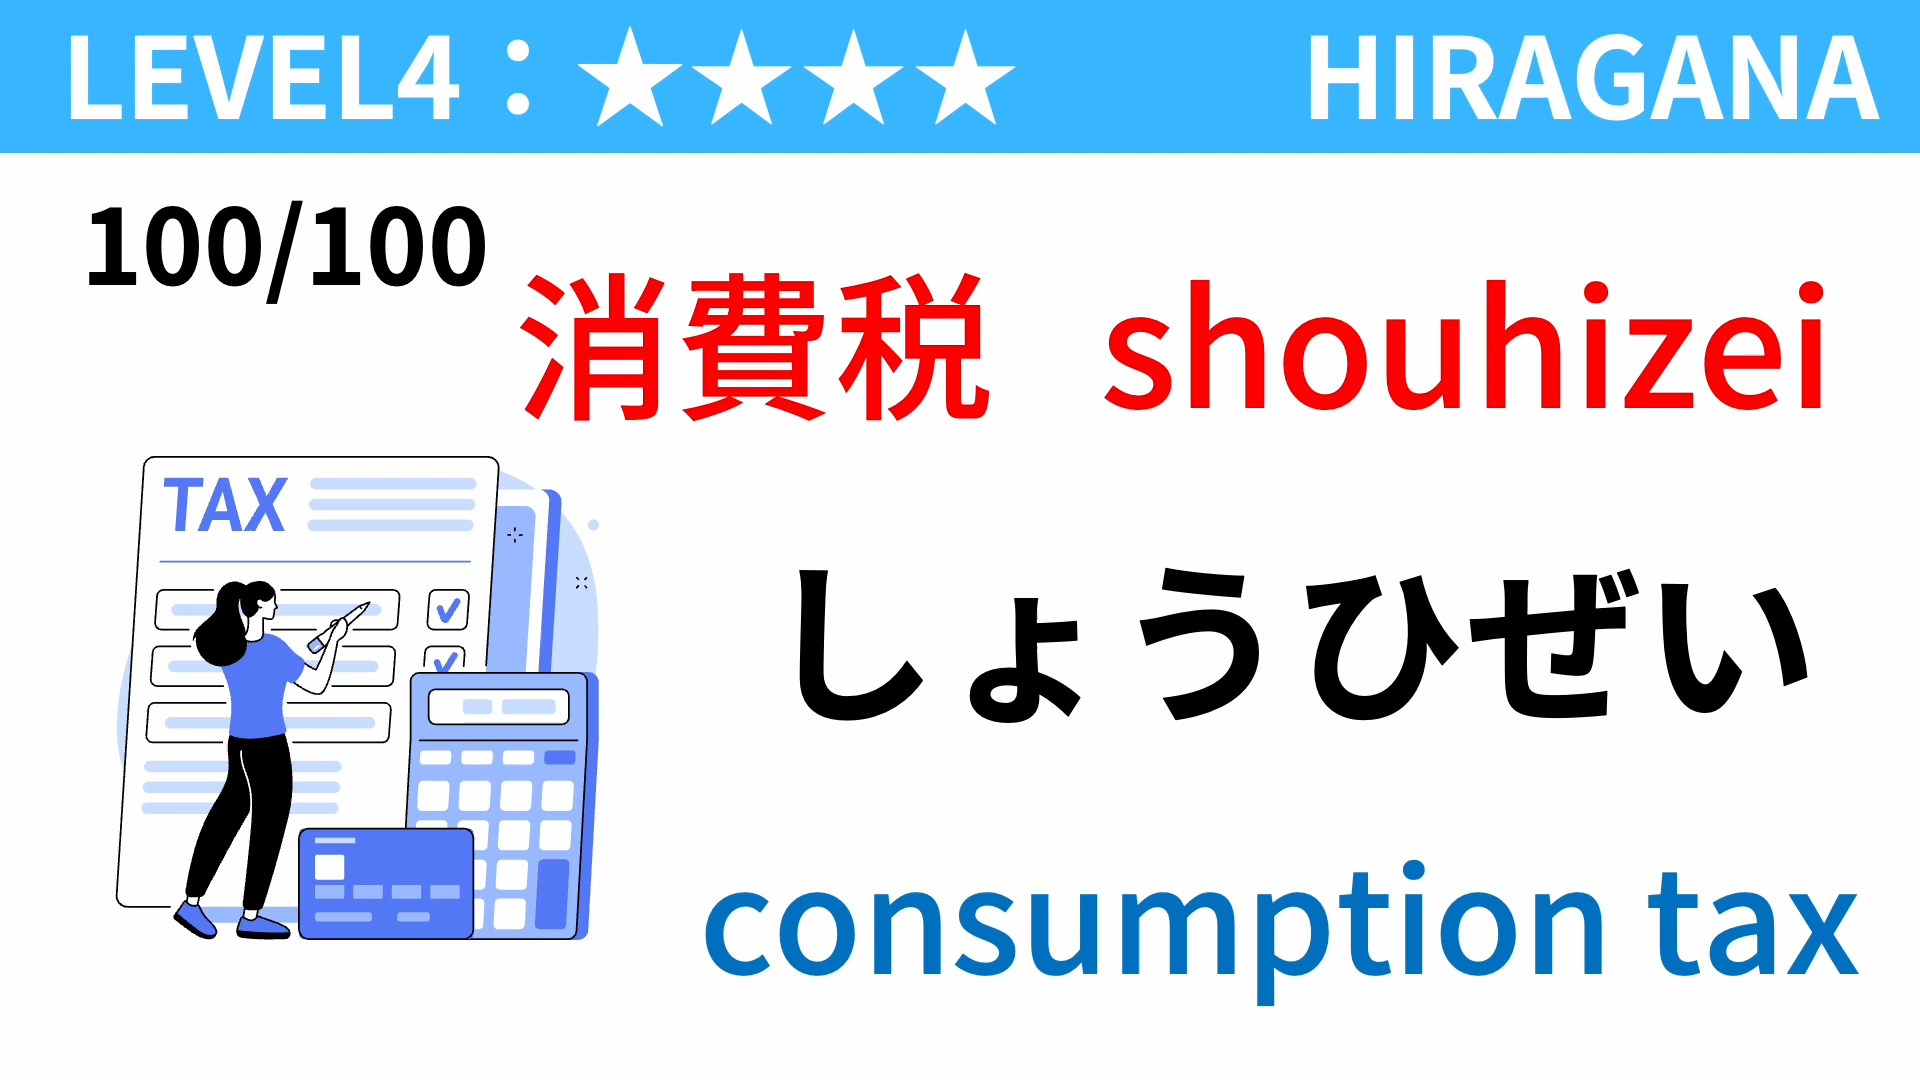 LEVEL4：★★★★ HIRAGANA
100/100
消費税 shouhizei
TAX
しょうひぜい
consumption tax